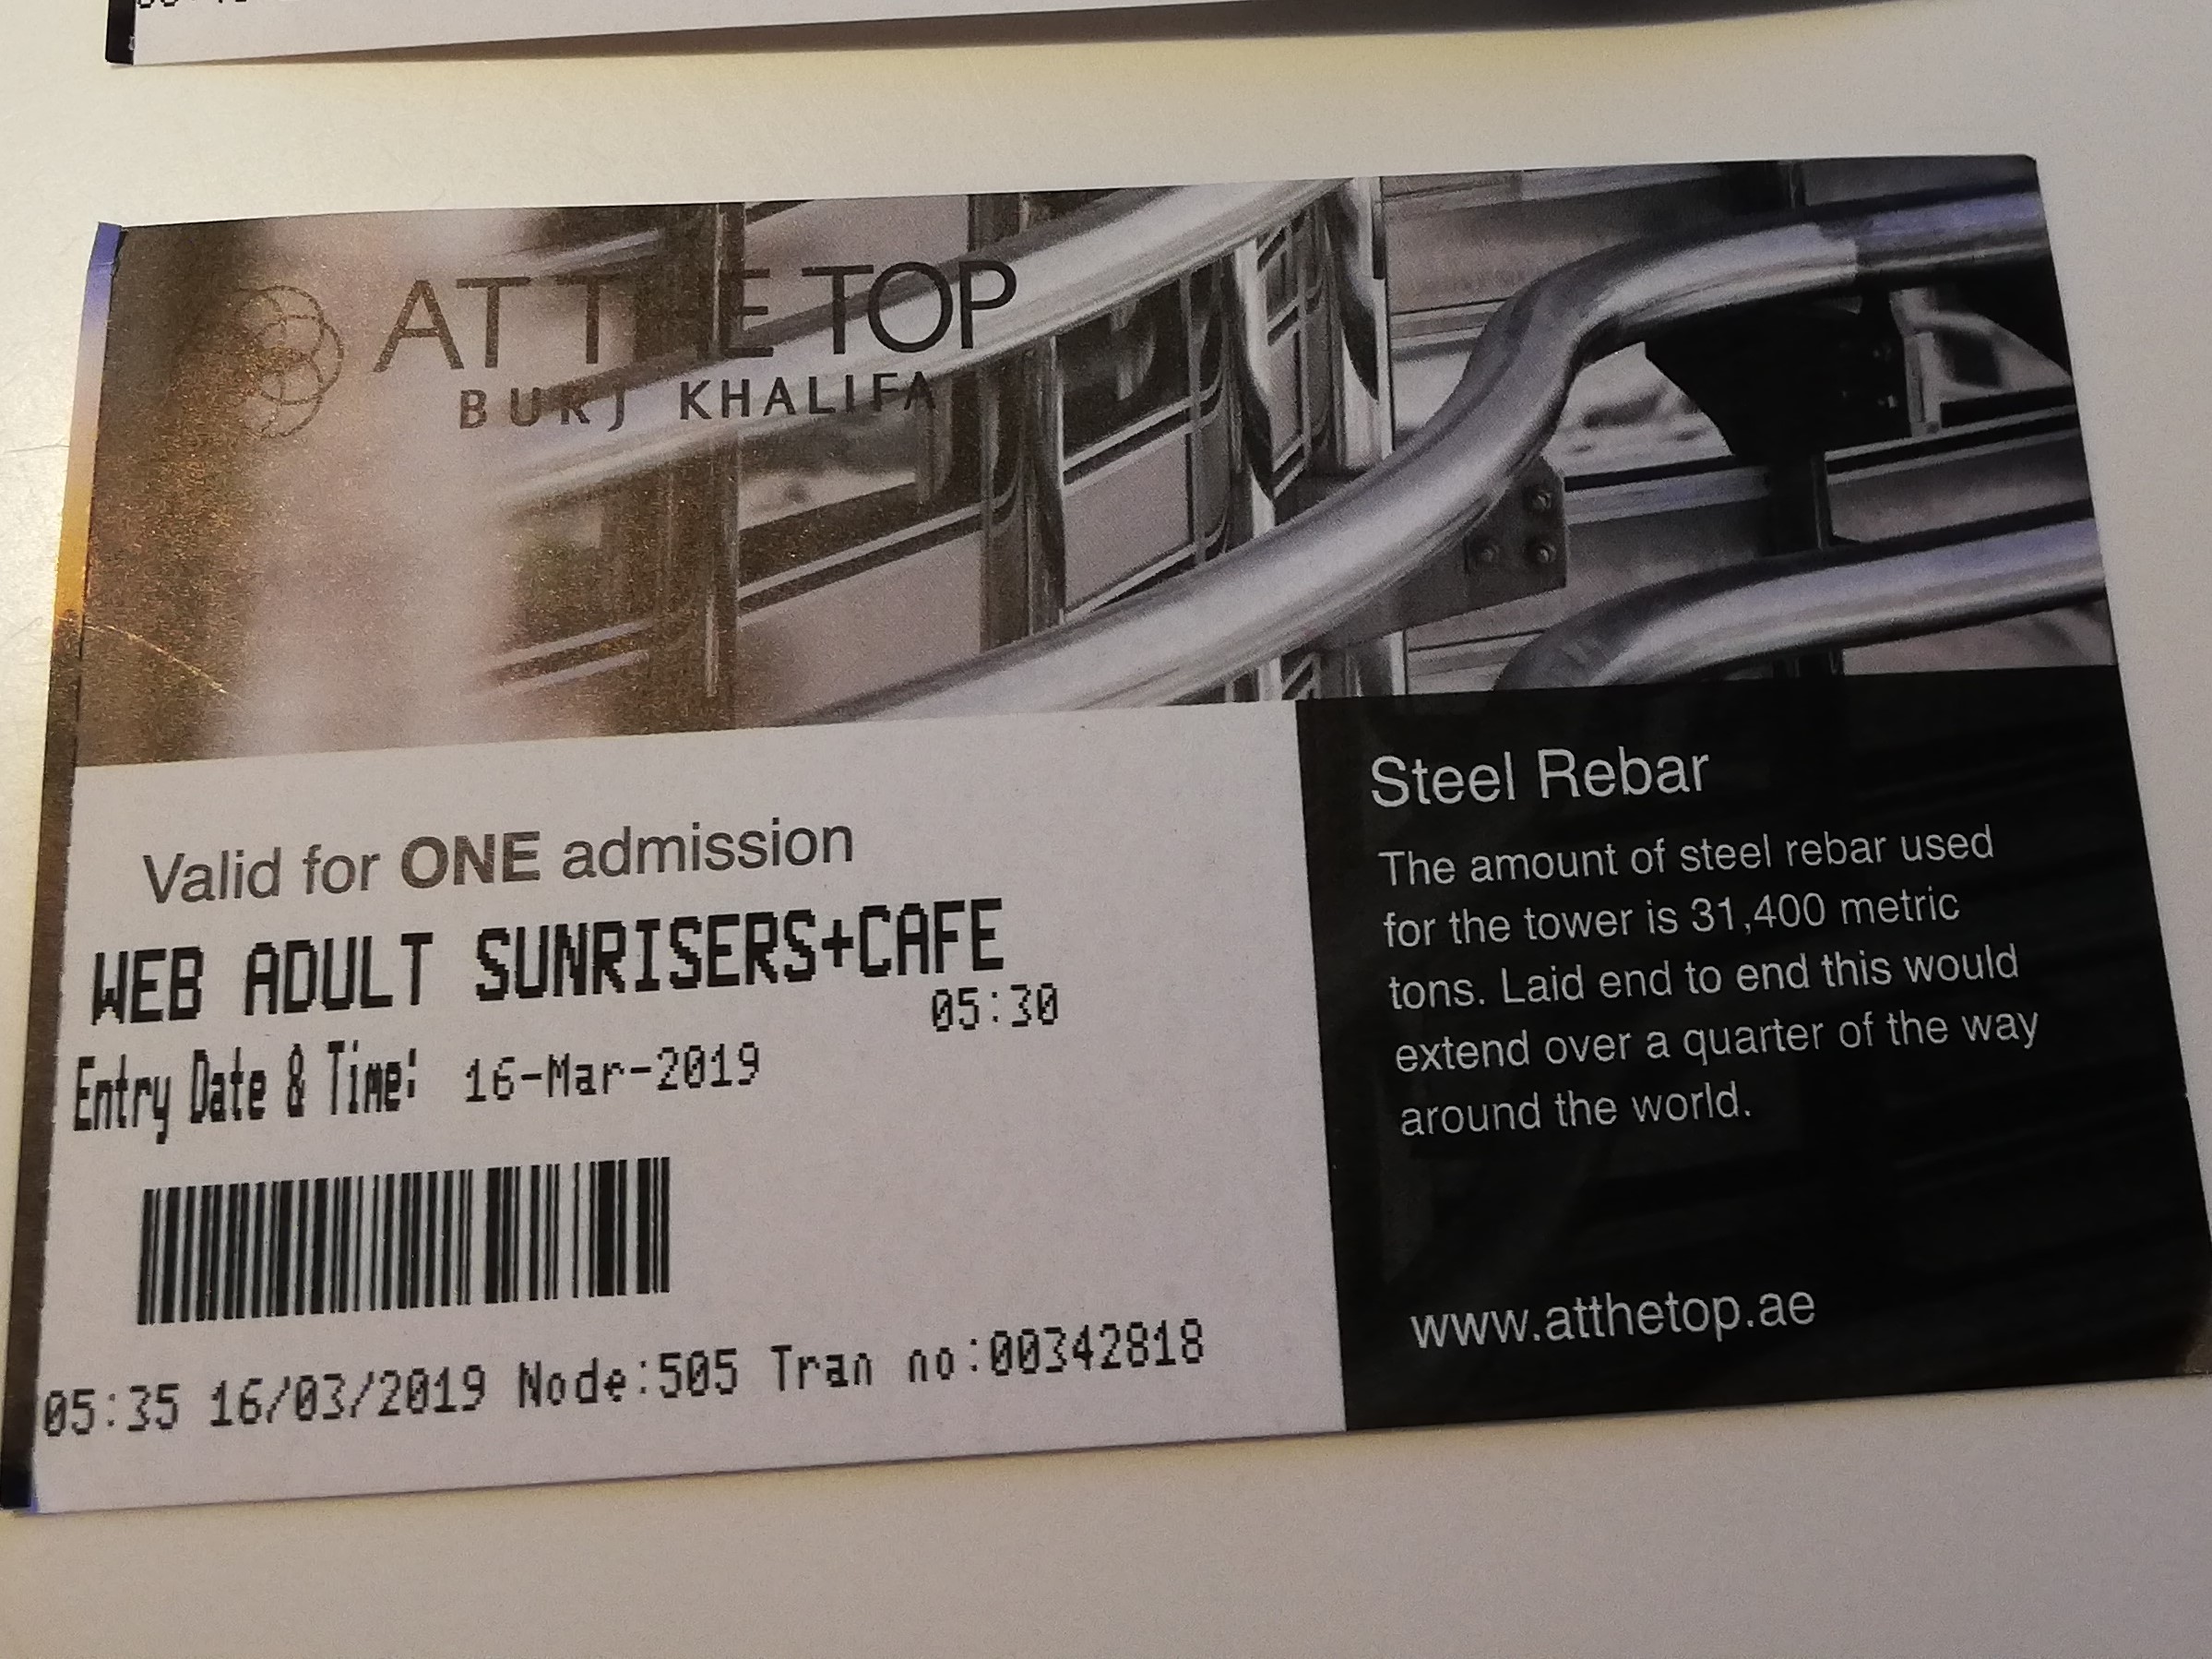 AT THE TOP
BURJ KHALIFA
Valid for ONE admission
WEB ADULT SUNRISERS+CAFE
05:30
Entry Date & Time: 16-Mar-2019
05:35 16/03/2019 Node:505 Tran no:00342818
Steel Rebar
The amount of steel rebar used
for the tower is 31,400 metric
tons. Laid end to end this would
extend over a quarter of the way
around the world.
www.atthetop.ae